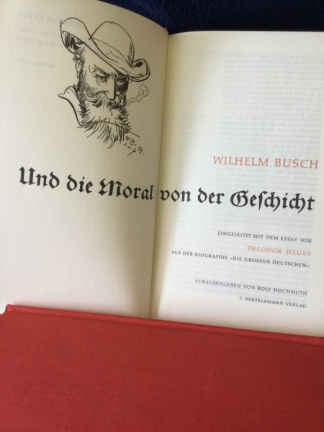 WILHELM BUSCH
Und die Moral von der Geschicht
EINGELEITET MIT DEM ESSAY VON
THEODOR HEUSS
AUS DER BIOGRAPHIE «DIE GROSSEN DEUTSCHEN»
HERAUSGEGEBEN VON ROLF HOCHHUTH
C. BERTELSMANN VERLAG